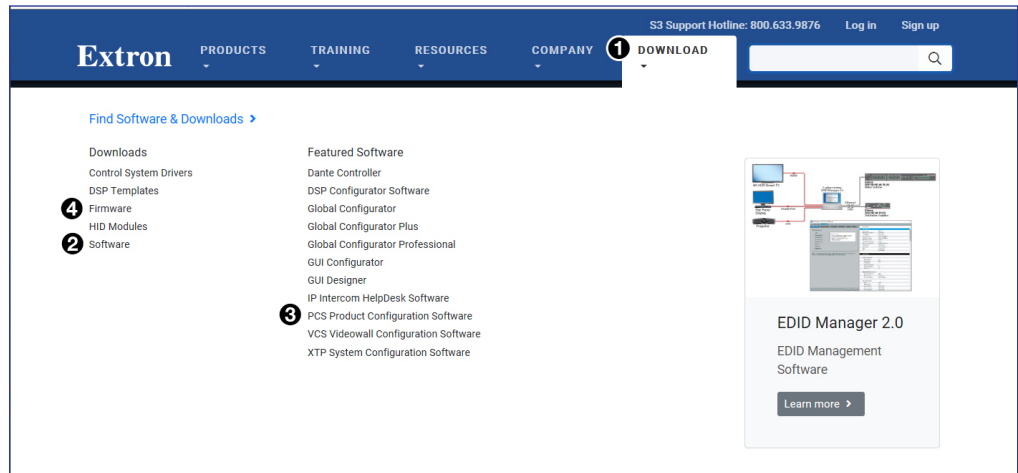 S3 Support Hotline: 800.633.9876 Log in Sign up
Extron PRODUCTS TRAINING RESOURCES COMPANY 1 DOWNLOAD
Find Software & Downloads >
Downloads
Control System Drivers
DSP Templates
4 Firmware
HID Modules
2 Software
Featured Software
Dante Controller
DSP Configurator Software
Global Configurator
Global Configurator Plus
Global Configurator Professional
GUI Configurator
GUI Designer
IP Intercom HelpDesk Software
3 PCS Product Configuration Software
VCS Videowall Configuration Software
XTP System Configuration Software
EDID Manager 2.0
EDID Management
Software
Learn more >